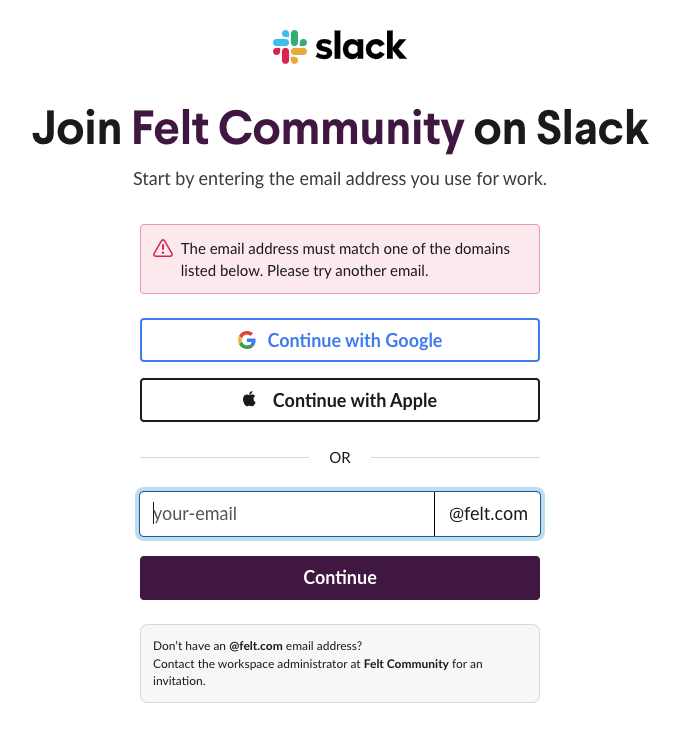 slack
Join Felt Community on Slack
Start by entering the email address you use for work.
The email address must match one of the domains
listed below. Please try another email.
Continue with Google
Continue with Apple
OR
your-email
@felt.com
Continue
Don’t have an @felt.com email address?
Contact the workspace administrator at Felt Community for an
invitation.